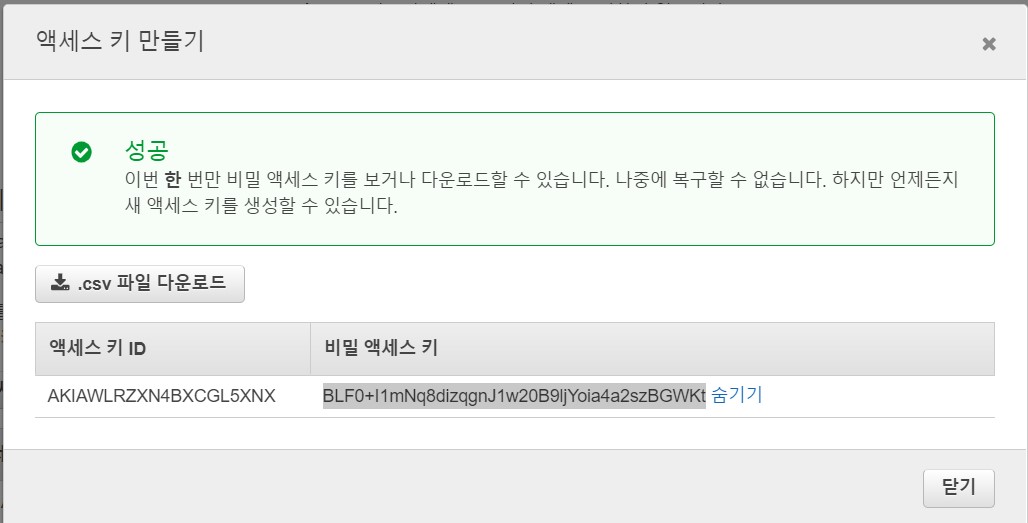 액세스 키 만들기
×
성공
이번 한 번만 비밀 액세스 키를 보거나 다운로드할 수 있습니다. 나중에 복구할 수 없습니다. 하지만 언제든지
새 액세스 키를 생성할 수 있습니다.
.csv 파일 다운로드
액세스 키 ID 비밀 액세스 키
AKIAWLRZXN4BXCGL5XNX 숨기기
닫기